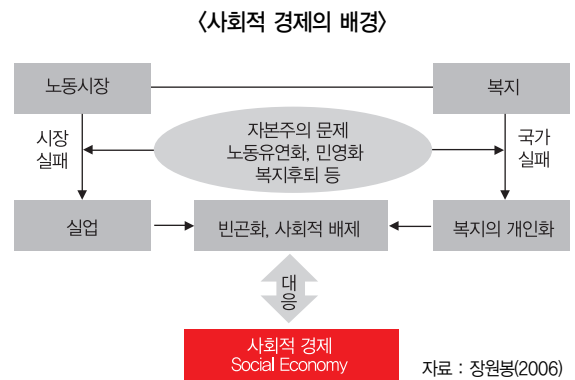 〈사회적 경제의 배경〉
노동시장
복지
자본주의 문제
노동유연화, 민영화
복지후퇴 등
시장
실패
국가
실패
실업
빈곤화, 사회적 배제
복지의 개인화
대
응
사회적 경제
Social Economy
자료 : 장원봉(2006)